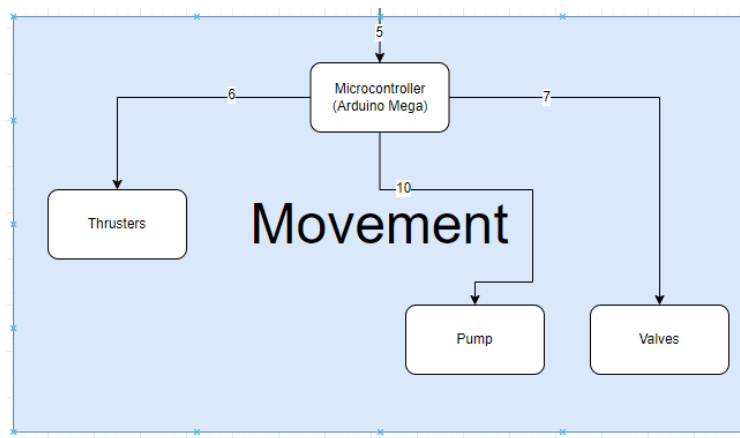 5
Microcontroller
(Arduino Mega)
6
7
10
Thrusters
Movement
Pump
Valves